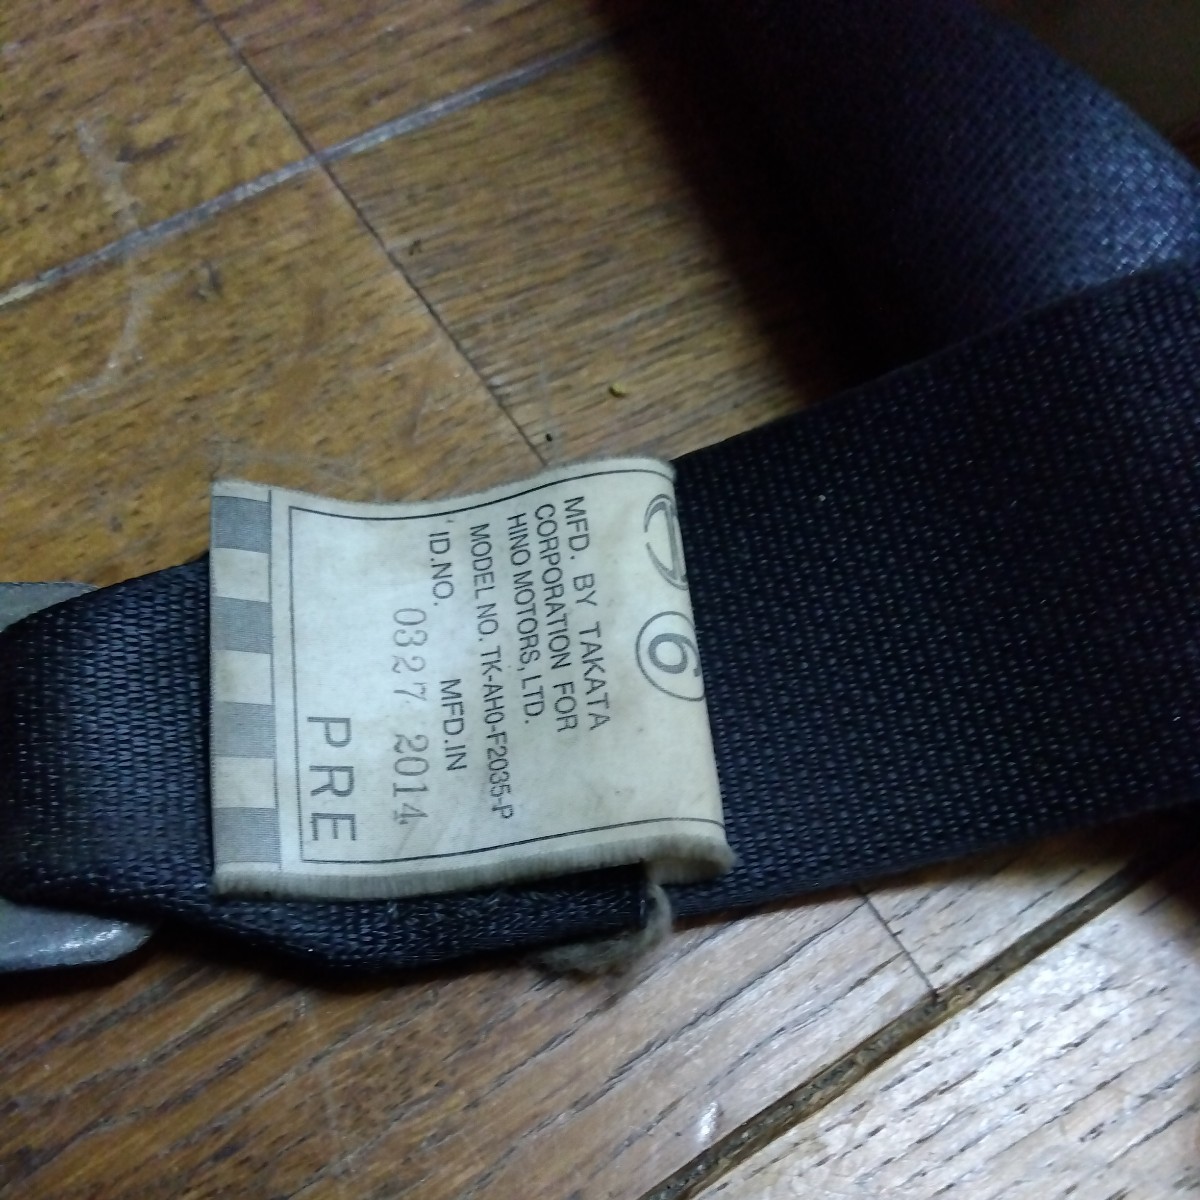 6
MFD. BY TAKATA
CORPORATION FOR
HINO MOTORS, LTD.
MODEL NO. TK-AH0-F2035-P
ID.NO. MFD.IN
0327 2014
PRE